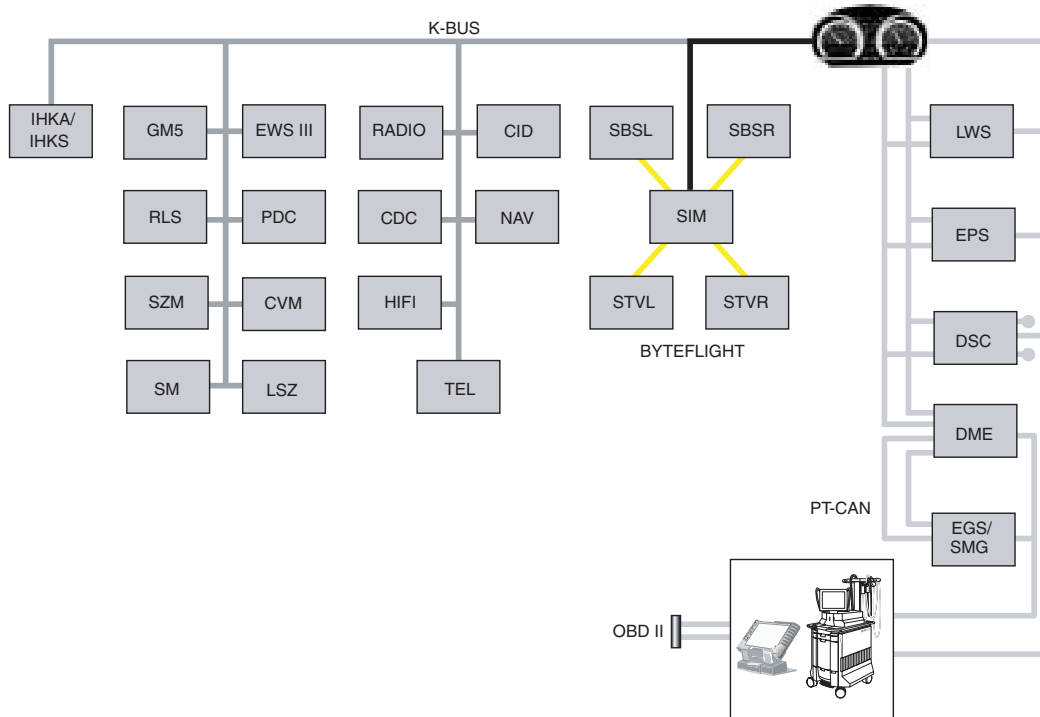 K-BUS
IHKA/
IHKS
GM5
EWS III
RADIO
CID
SBSL
SBSR
LWS
RLS
PDC
CDC
NAV
SIM
EPS
SZM
CVM
HIFI
STVL
STVR
BYTEFLIGHT
DSC
SM
LSZ
TEL
DME
PT-CAN
EGS/
SMG
OBD II